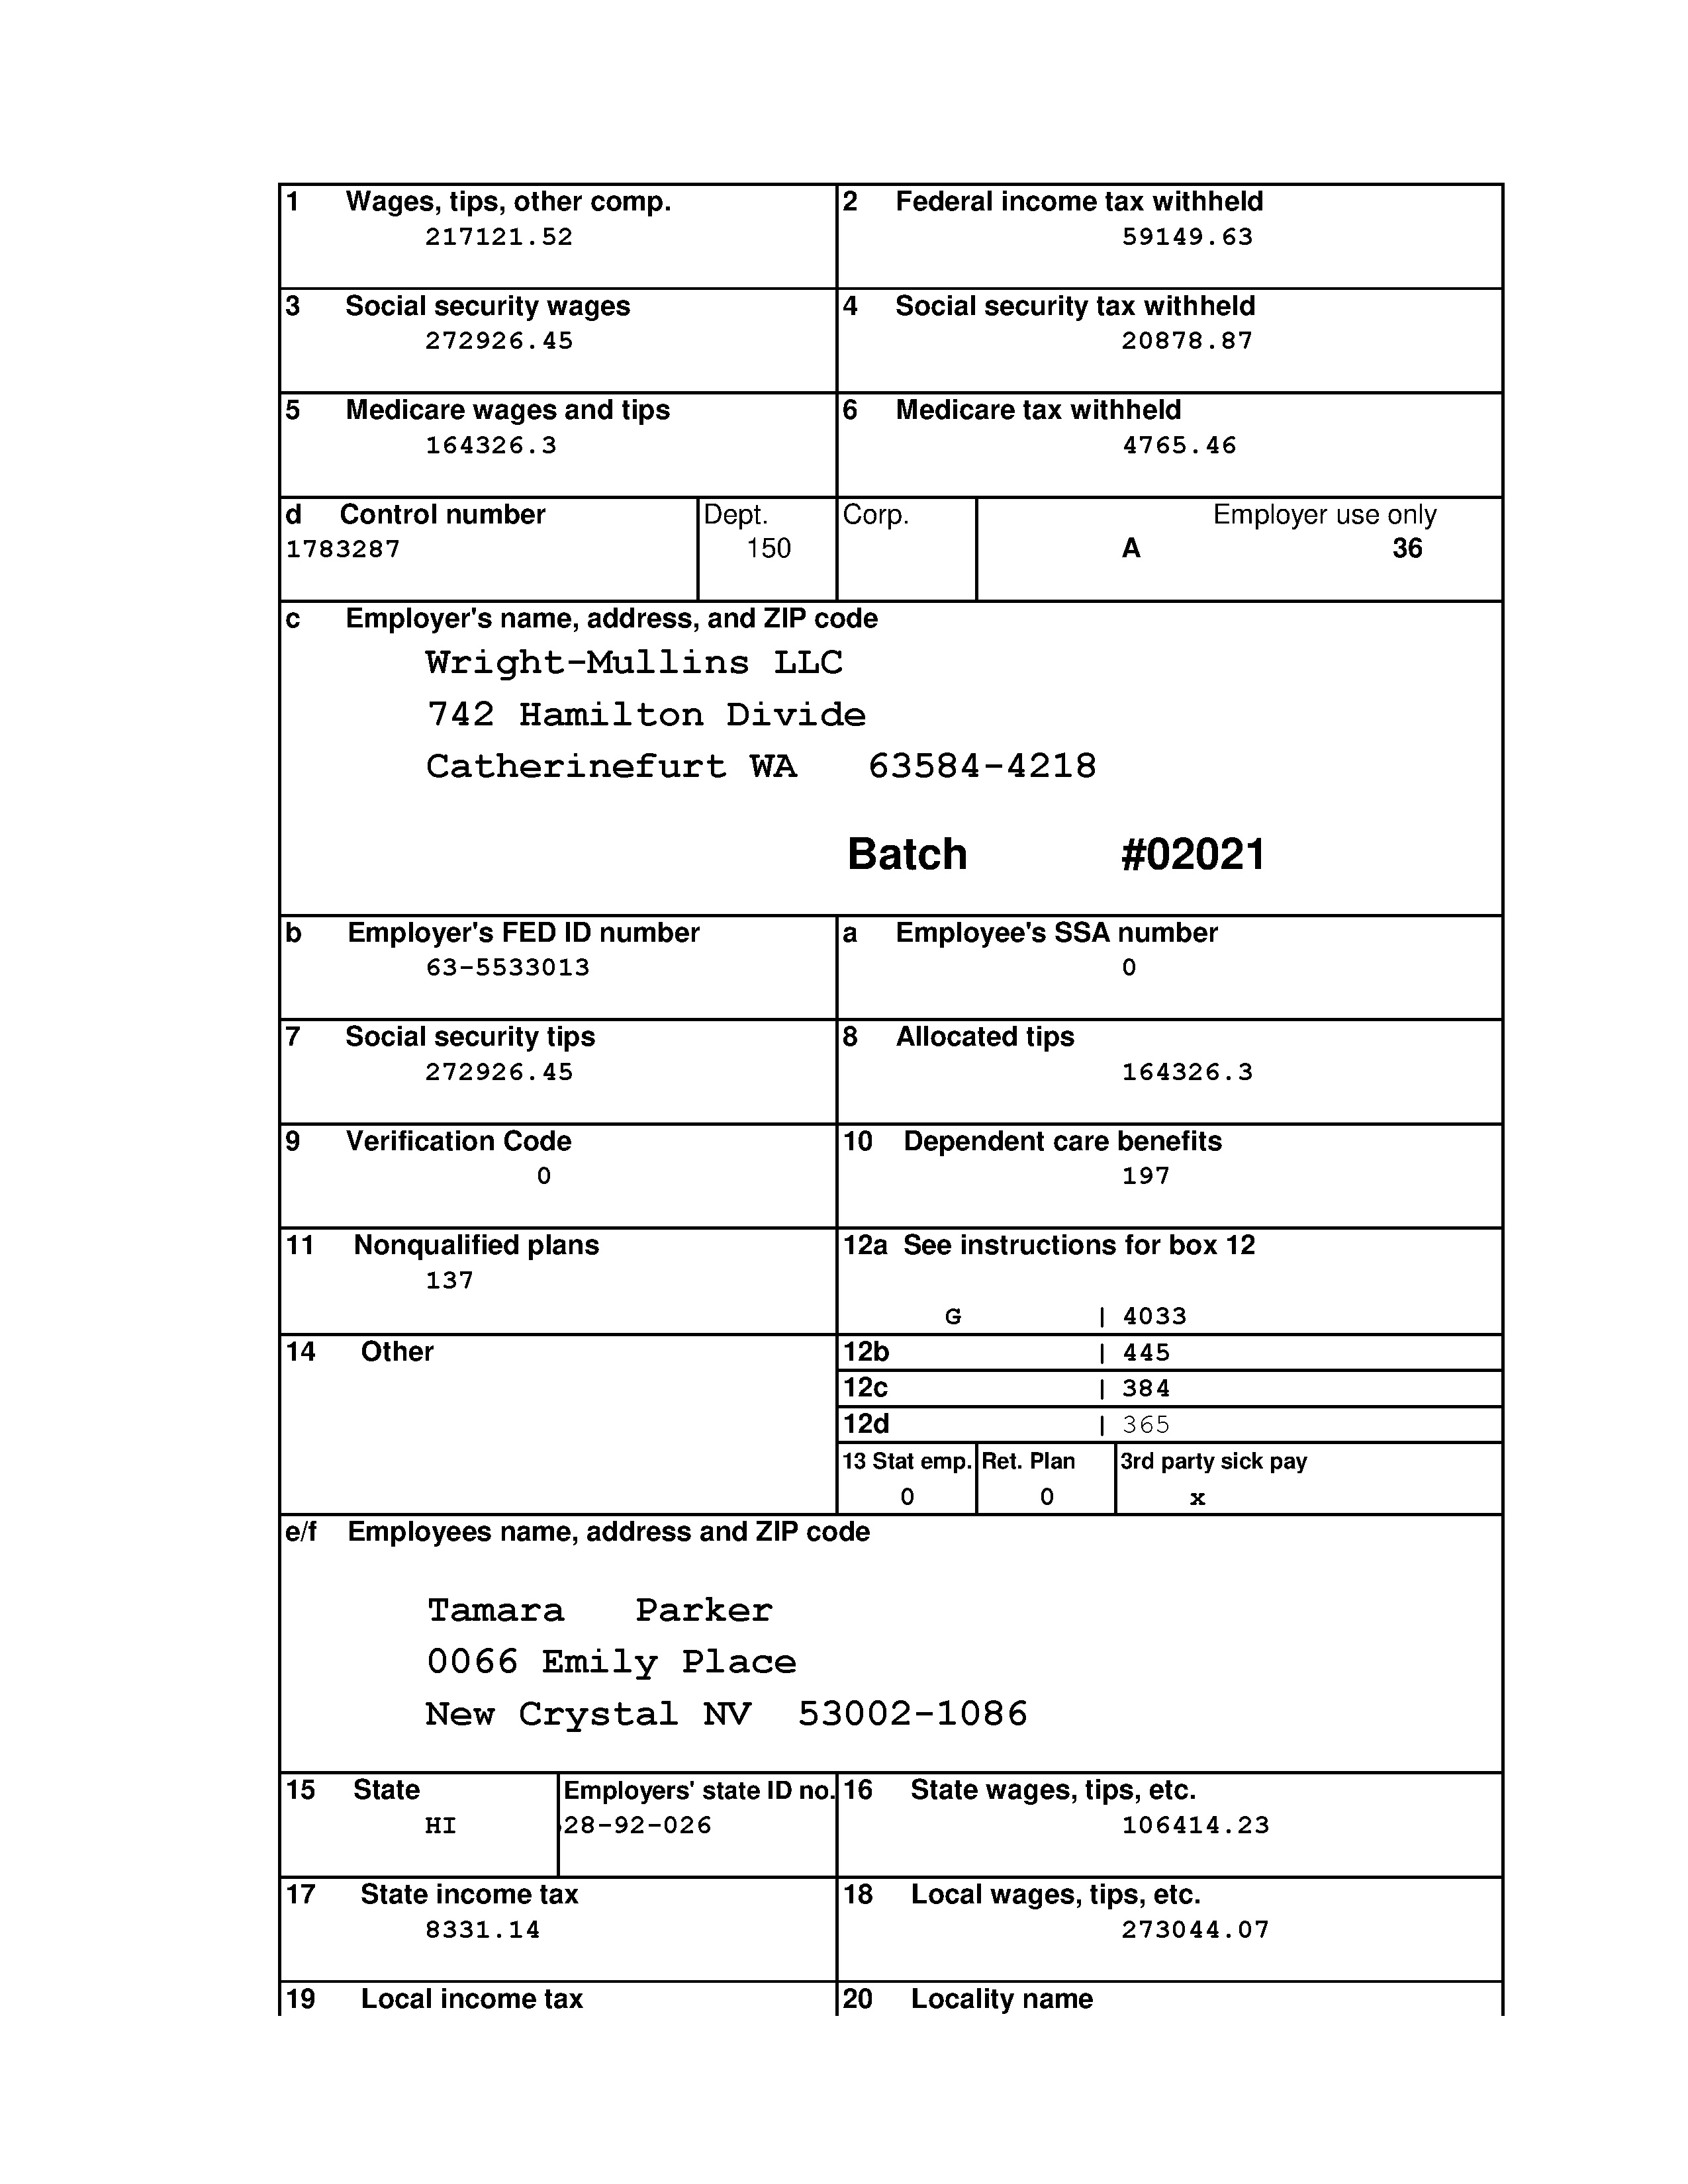 1 Wages, tips, other comp. 2 Federal income tax withheld
217121.52 59149.63
3 Social security wages 4 Social security tax withheld
272926.45 20878.87
5 Medicare wages and tips 6 Medicare tax withheld
164326.3 4765.46
d Control number Dept. Corp. Employer use only
1783287 150 A 36
c Employer's name, address, and ZIP code
Wright-Mullins LLC
742 Hamilton Divide
Catherinefurt WA 63584-4218
Batch #02021
b Employer's FED ID number a Employee's SSA number
63-5533013 0
7 Social security tips 8 Allocated tips
272926.45 164326.3
9 Verification Code 10 Dependent care benefits
0 197
11 Nonqualified plans 12a See instructions for box 12
137
G | 4033
14 Other 12b | 445
12c | 384
12d | 365
13 Stat emp. Ret. Plan 3rd party sick pay
0 0 x
e/f Employees name, address and ZIP code
Tamara Parker
0066 Emily Place
New Crystal NV 53002-1086
15 State Employers' state ID no. 16 State wages, tips, etc.
HI 28-92-026 106414.23
17 State income tax 18 Local wages, tips, etc.
8331.14 273044.07
19 Local income tax 20 Locality name